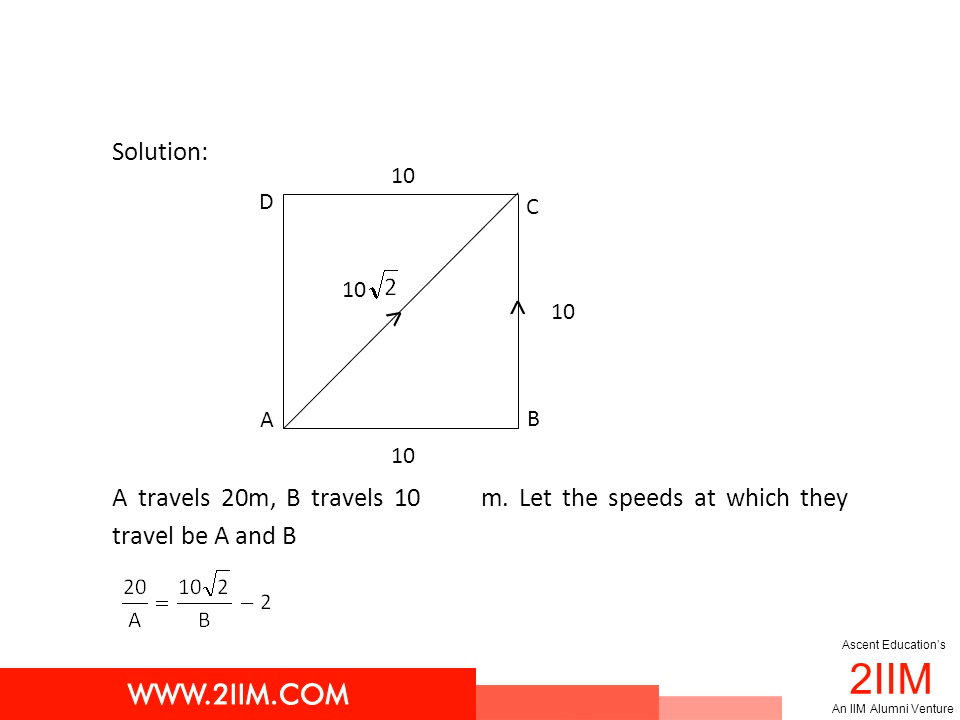 Solution:
10
D
C
10√2
>
>
10
A
B
10
A travels 20m, B travels 10 m. Let the speeds at which they
travel be A and B
20/A = 10√2/B − 2
Ascent Education's
2IIM
An IIM Alumni Venture
WWW.2IIM.COM